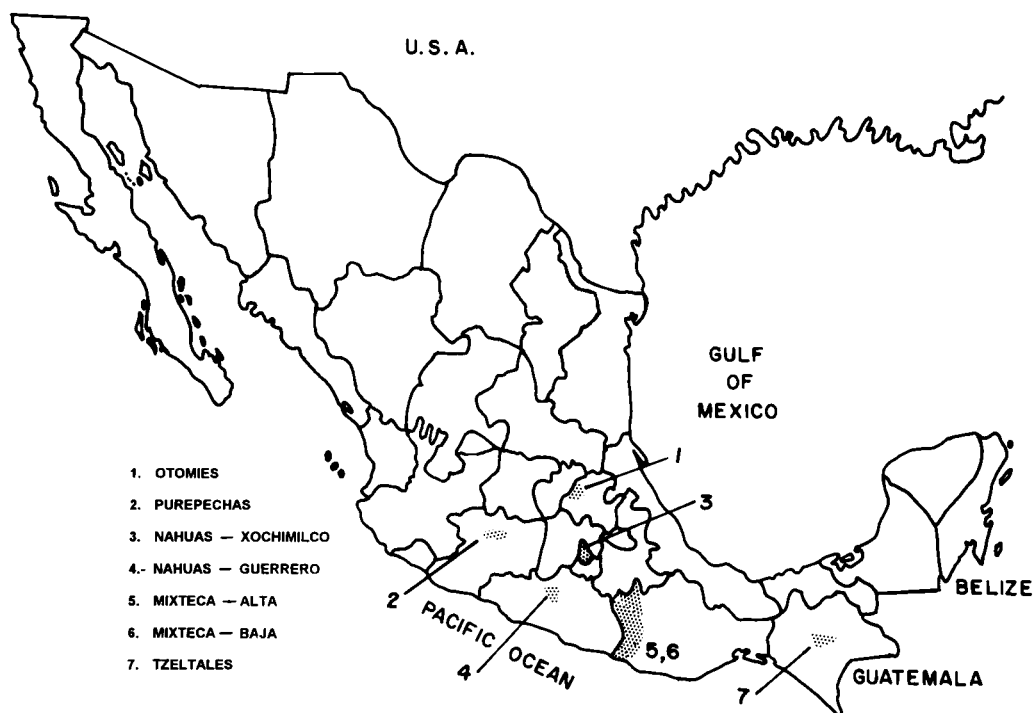 U.S.A.
GULF
OF
MEXICO
1
3
1. OTOMIES
2. PUREPECHAS
3. NAHUAS — XOCHIMILCO
4.- NAHUAS — GUERRERO
5. MIXTECA — ALTA
6. MIXTECA — BAJA
7. TZELTALES
2
PACIFIC OCEAN
4
5,6
7
BELIZE
GUATEMALA